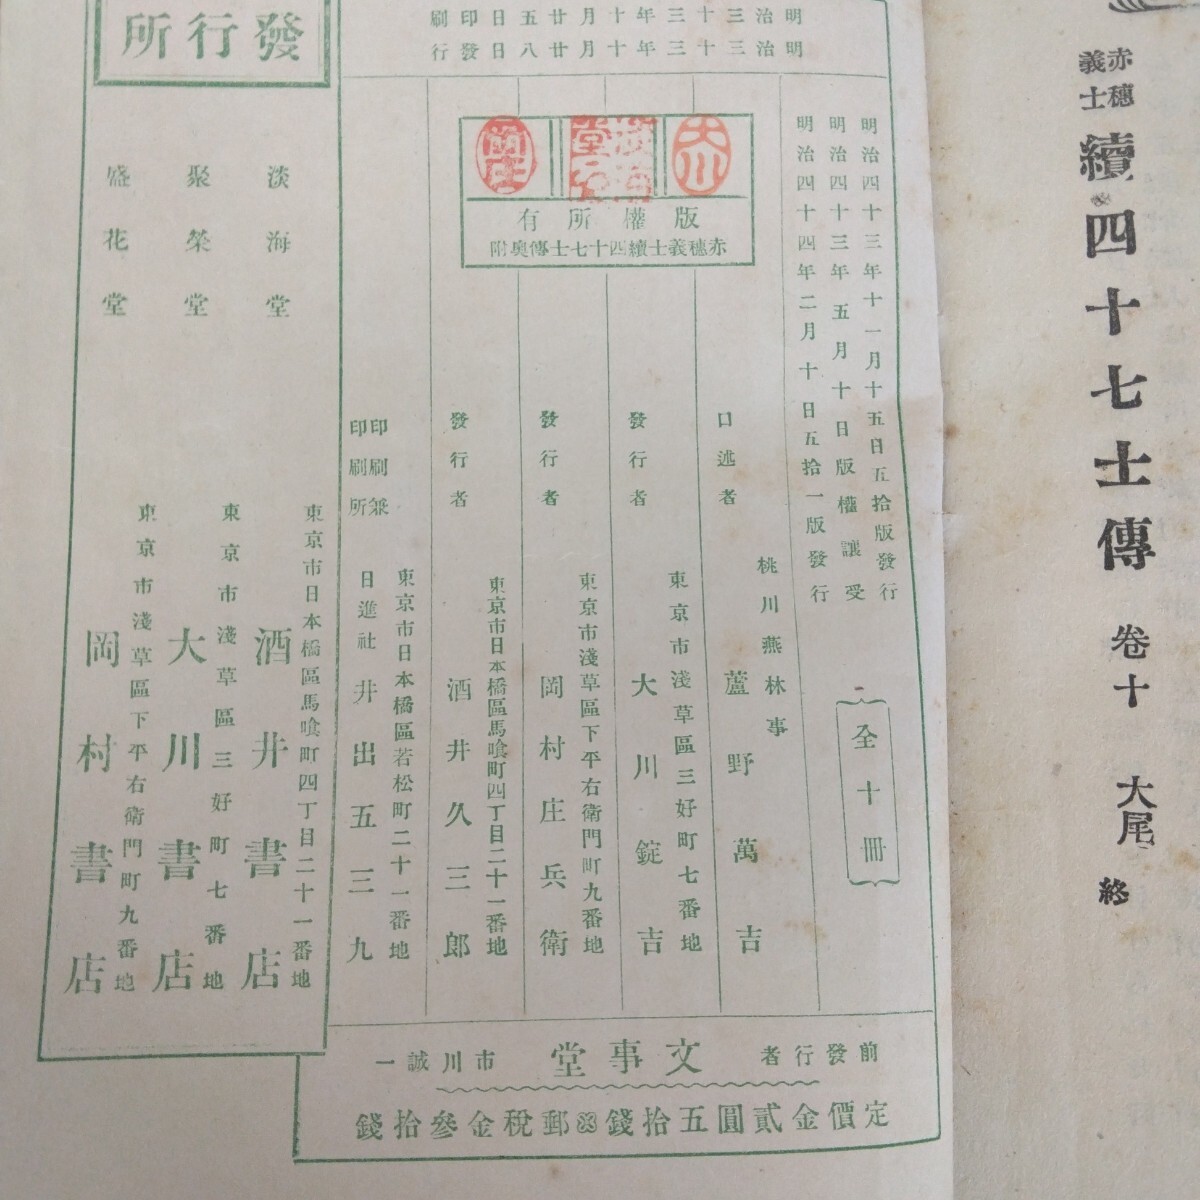 赤穗義士
續四十七士傳 卷十 大尾 終
明治三十三年十月廿五日印刷
明治三十三年十月廿八日發行
明治四十三年十一月十五日五拾版發行
明治四十三年五月十日版權讓受
明治四十四年二月十日五拾一版發行
大川
版權所有
赤穗義士續四十七士傳奧附
全十冊
口述者 桃川燕林事 蘆野萬吉
東京市淺草區三好町七番地
發行者 大川錠吉
東京市淺草區下平右衛門町九番地
發行者 岡村庄兵衛
東京市日本橋區馬喰町四丁目二十一番地
發行者 酒井久三郎
東京市日本橋區若松町二十一番地
印刷兼印刷所 日進社 井出五三九
前發行者 文事堂 市川誠一
定價金貳圓五拾錢 郵稅金參拾錢
發行所
東京市日本橋區馬喰町四丁目二十一番地
淡海堂 酒井書店
東京市淺草區三好町七番地
聚榮堂 大川書店
東京市淺草區下平右衛門町九番地
盛花堂 岡村書店